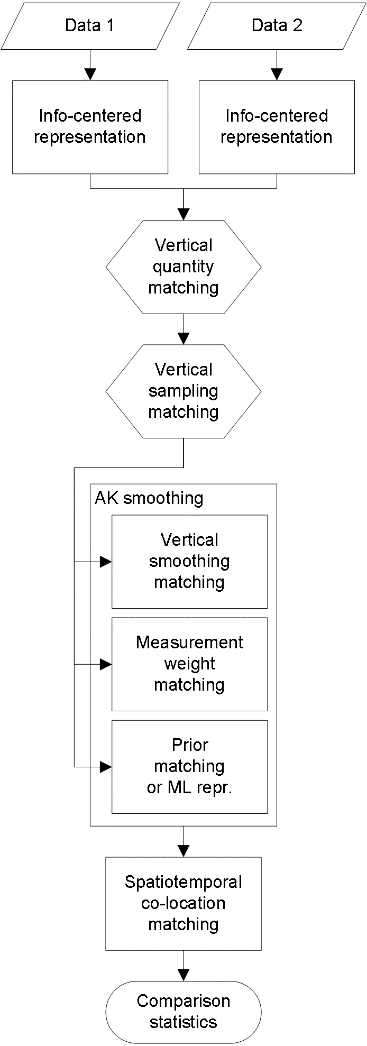 Data 1
Data 2
Info-centered
representation
Info-centered
representation
Vertical
quantity
matching
Vertical
sampling
matching
AK smoothing
Vertical
smoothing
matching
Measurement
weight
matching
Prior
matching
or ML repr.
Spatiotemporal
co-location
matching
Comparison
statistics